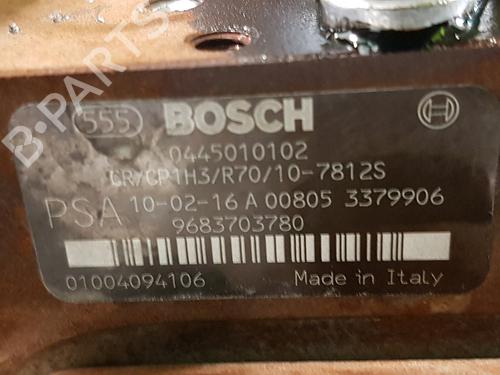 555 BOSCH
0445010102
CR/CP1H3/R70/10-7812S
PSA 10-02-16 A 00805 3379906
9683703780
01004094106 Made in Italy
B-PARTS